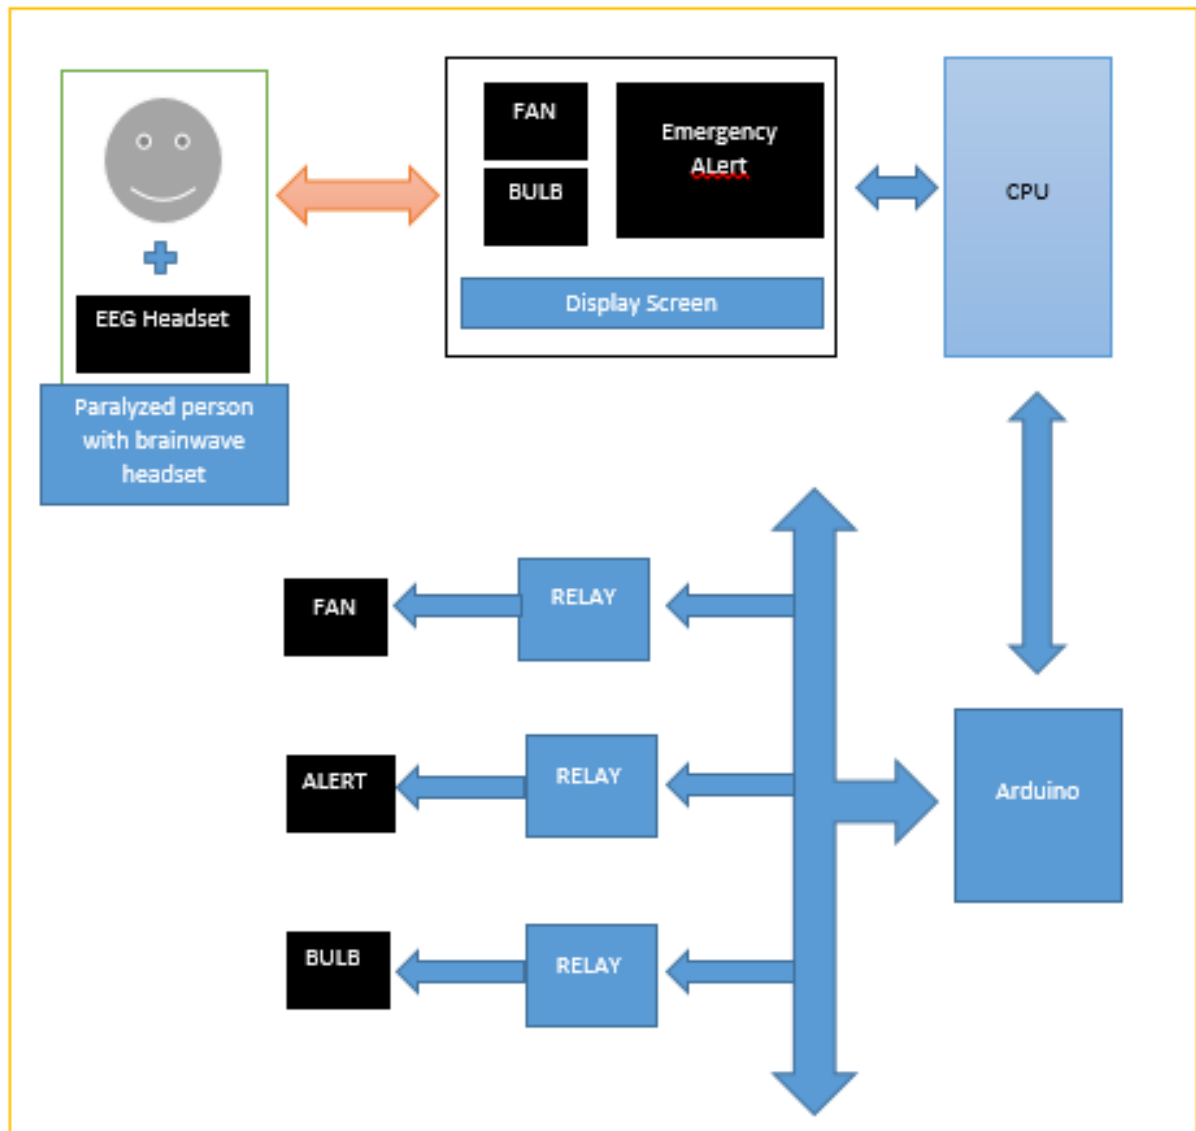 FAN
Emergency
ALert
BULB
CPU
EEG Headset
Display Screen
Paralyzed person
with brainwave
headset
FAN
RELAY
ALERT
RELAY
Arduino
BULB
RELAY